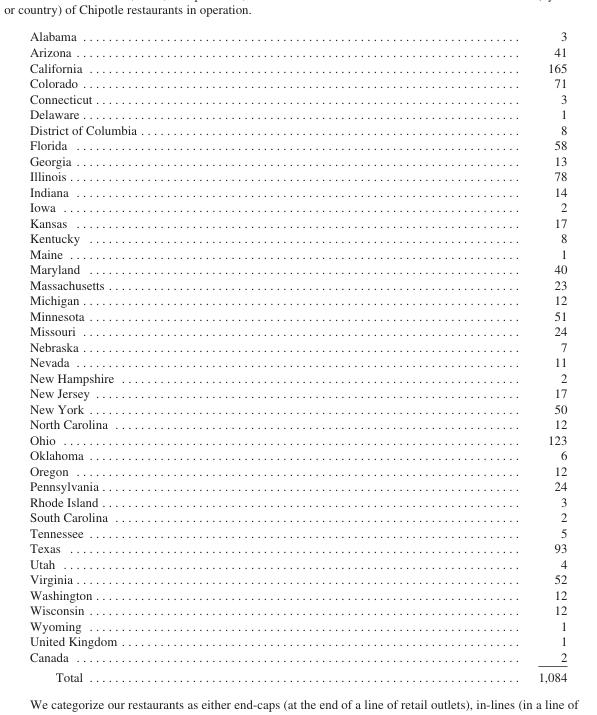 or country) of Chipotle restaurants in operation.
Alabama 3
Arizona 41
California 165
Colorado 71
Connecticut 3
Delaware 1
District of Columbia 8
Florida 58
Georgia 13
Illinois 78
Indiana 14
Iowa 2
Kansas 17
Kentucky 8
Maine 1
Maryland 40
Massachusetts 23
Michigan 12
Minnesota 51
Missouri 24
Nebraska 7
Nevada 11
New Hampshire 2
New Jersey 17
New York 50
North Carolina 12
Ohio 123
Oklahoma 6
Oregon 12
Pennsylvania 24
Rhode Island 3
South Carolina 2
Tennessee 5
Texas 93
Utah 4
Virginia 52
Washington 12
Wisconsin 12
Wyoming 1
United Kingdom 1
Canada 2
Total 1,084
We categorize our restaurants as either end-caps (at the end of a line of retail outlets), in-lines (in a line of